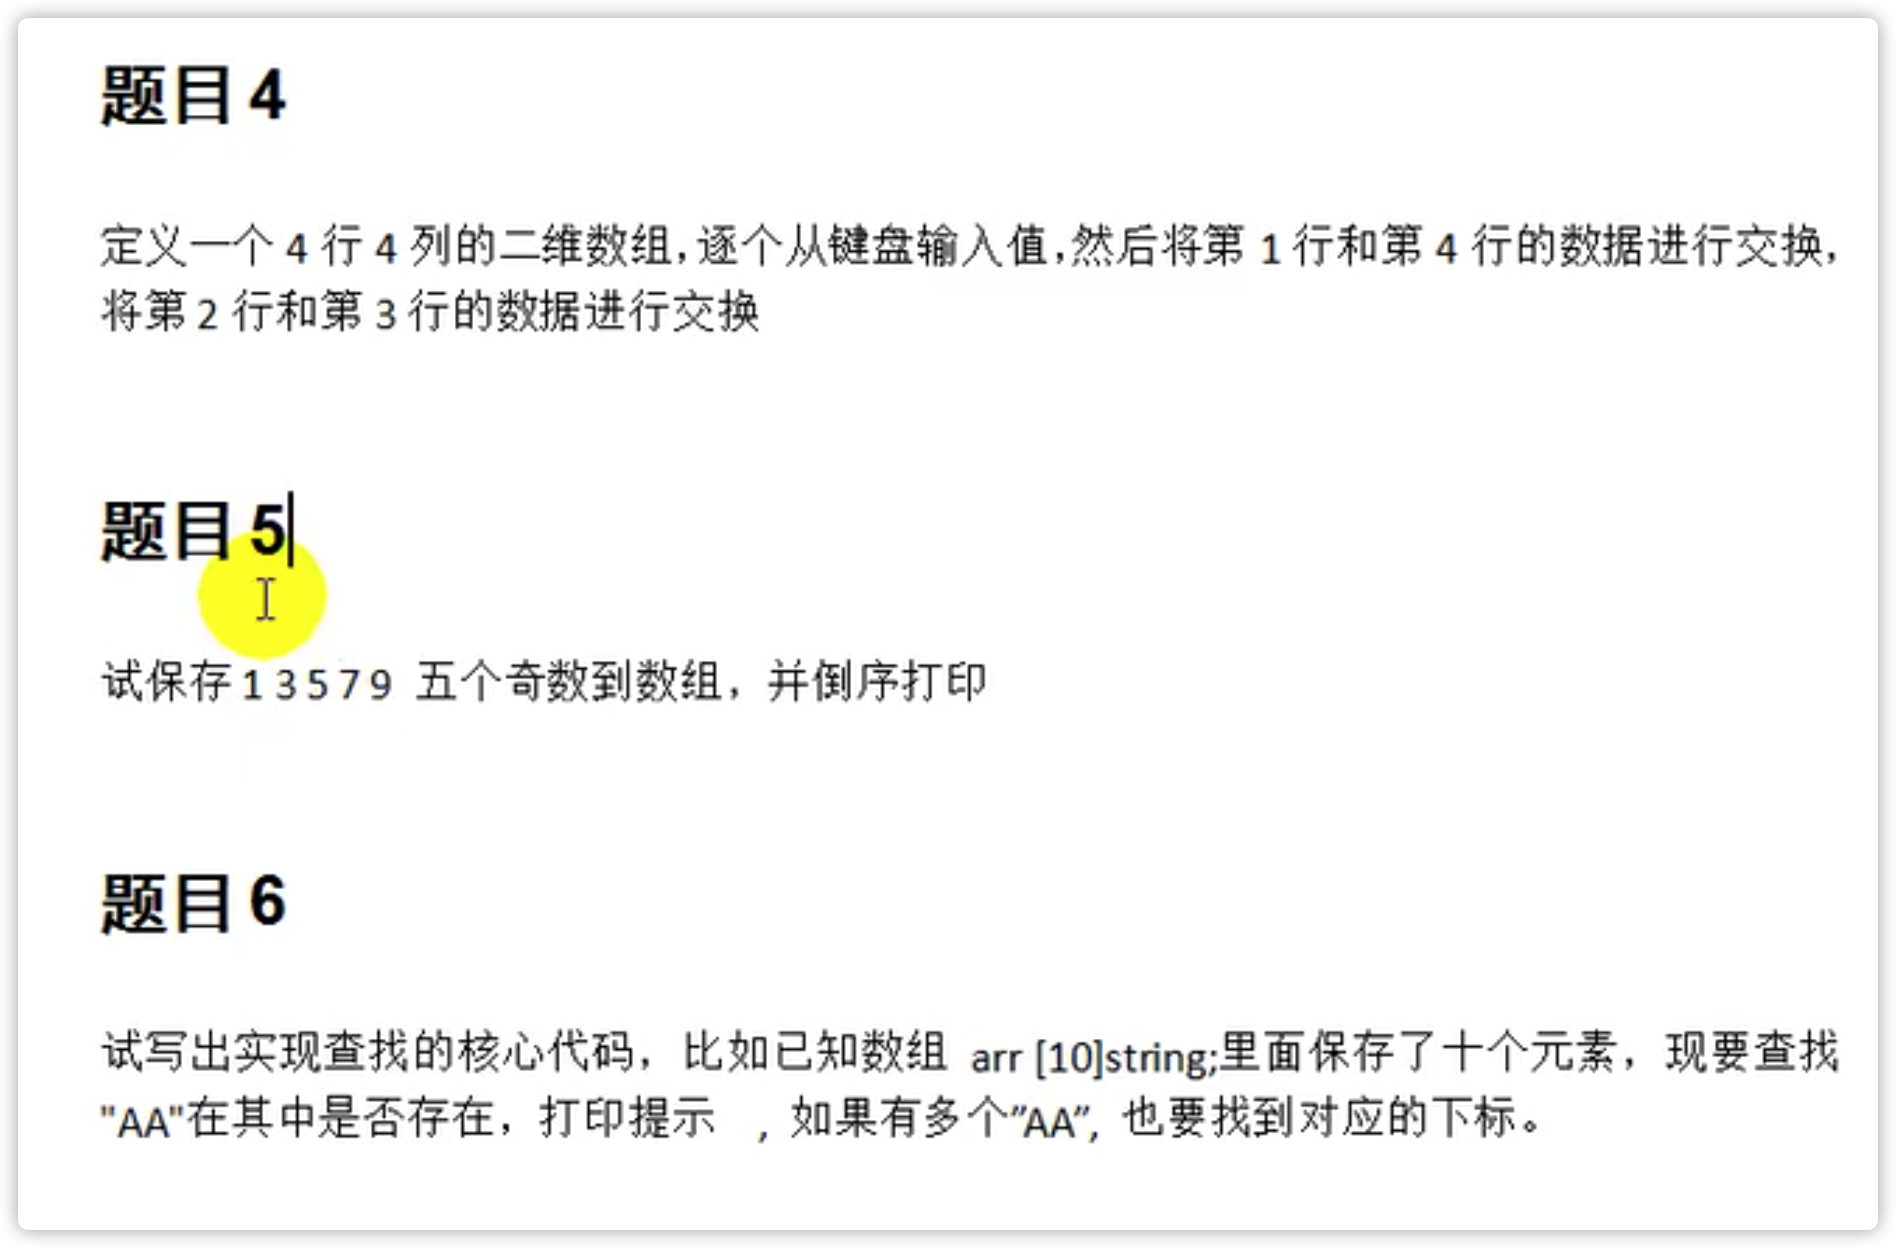 题目 4
定义一个 4 行 4 列的二维数组,逐个从键盘输入值,然后将第 1 行和第 4 行的数据进行交换,
将第 2 行和第 3 行的数据进行交换
题目 5
试保存 1 3 5 7 9 五个奇数到数组，并倒序打印
题目 6
试写出实现查找的核心代码，比如已知数组 arr [10]string;里面保存了十个元素，现要查找
"AA"在其中是否存在，打印提示 ，如果有多个”AA”, 也要找到对应的下标。